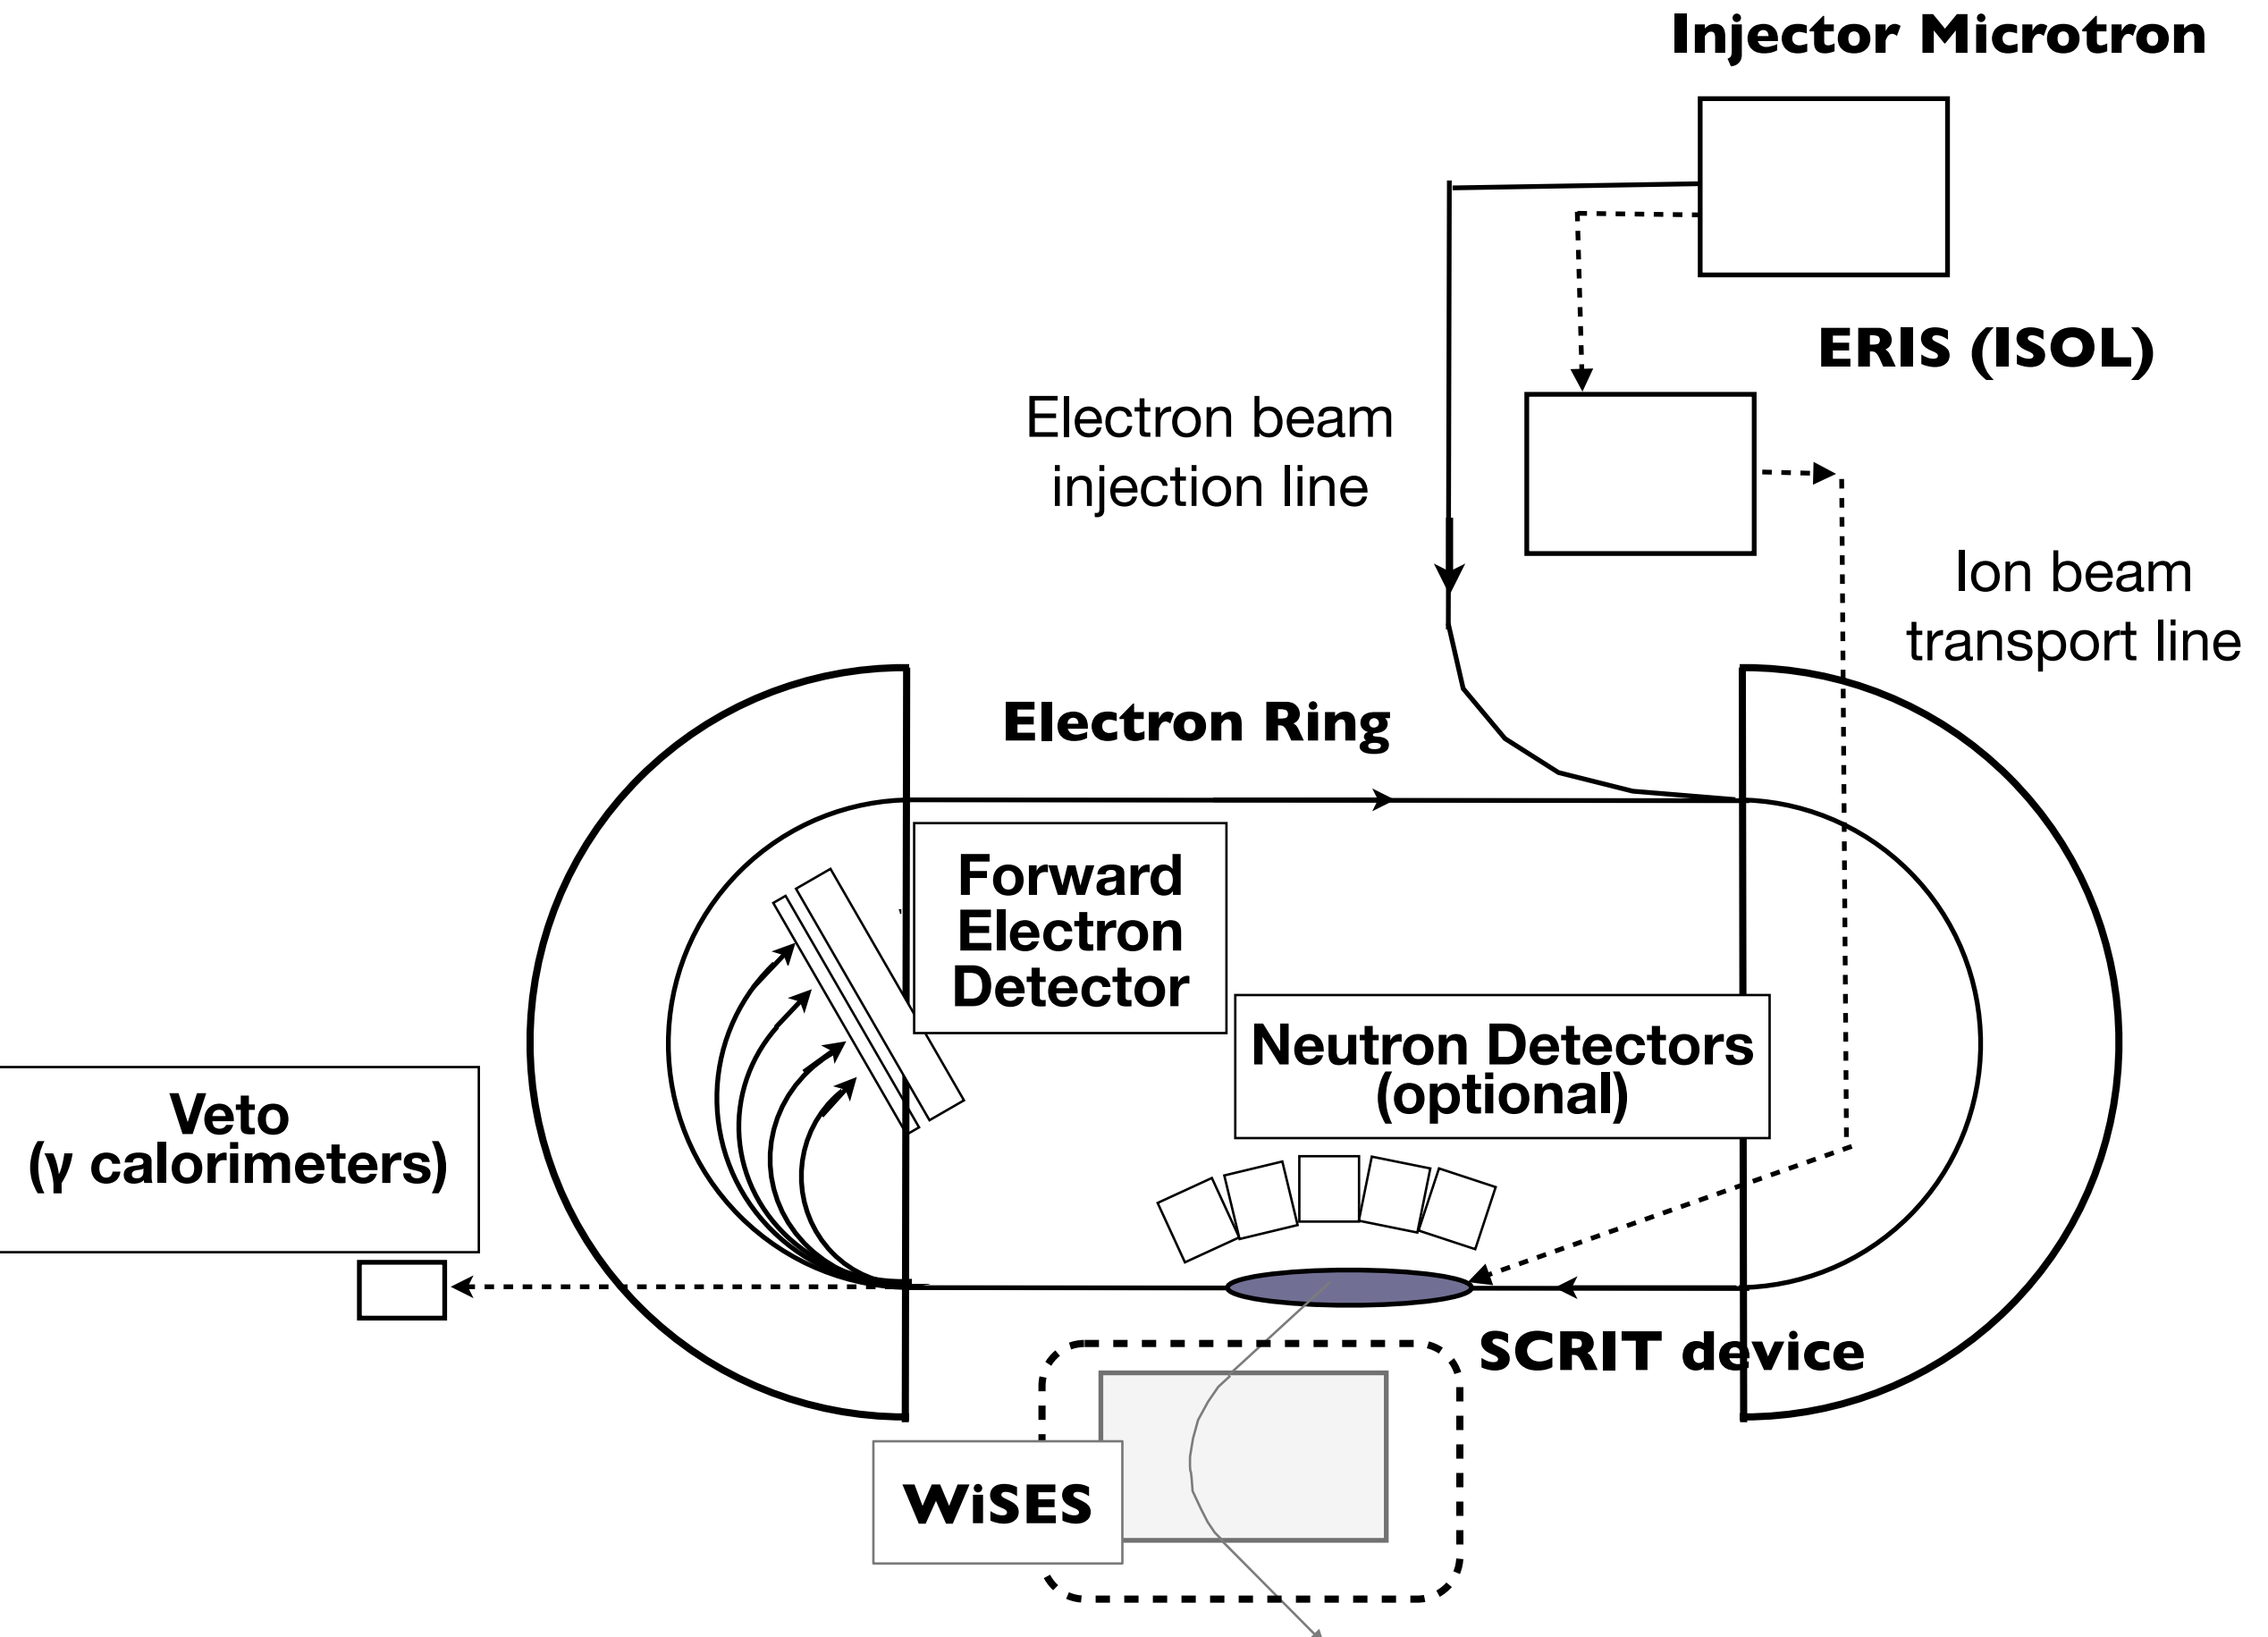 Injector Microtron
ERIS (ISOL)
Electron beam
injection line
Ion beam
transport line
Electron Ring
Forward
Electron
Detector
Neutron Detectors
(optional)
Veto
(γ calorimeters)
SCRIT device
WiSES